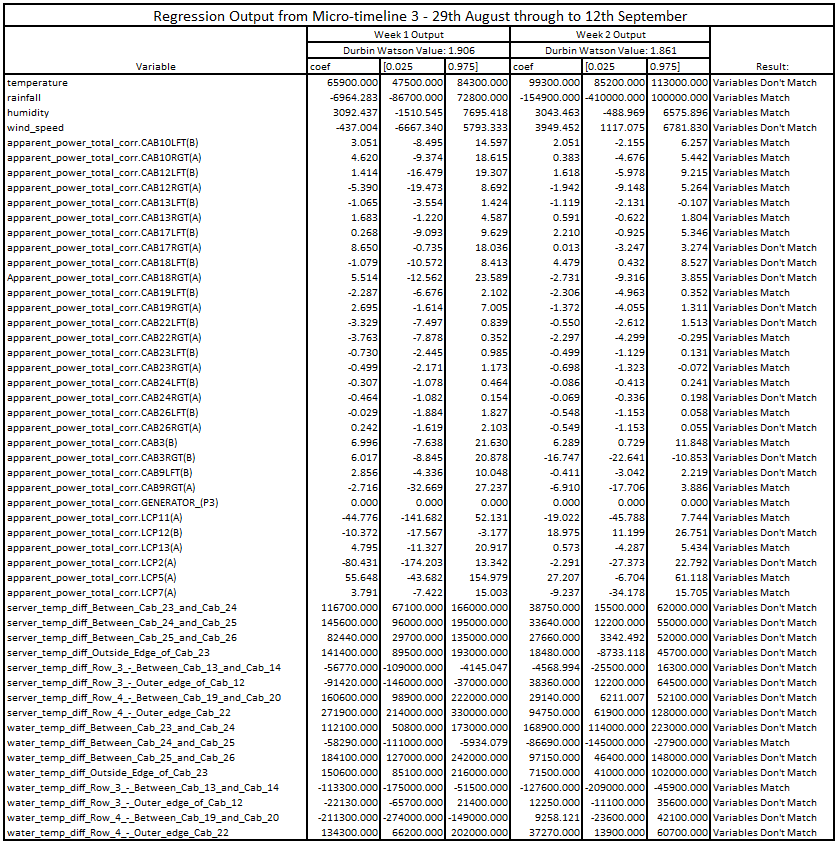 Regression Output from Micro-timeline 3 - 29th August through to 12th September
Week 1 Output Week 2 Output
Durbin Watson Value: 1.906 Durbin Watson Value: 1.861
Variable coef [0.025 0.975] coef [0.025 0.975] Result:
temperature 65900.000 47500.000 84300.000 99300.000 85200.000 113000.000 Variables Don't Match
rainfall -6964.283 -86700.000 72800.000 -154900.000 -410000.000 100000.000 Variables Match
humidity 3092.437 -1510.545 7695.418 3043.463 -488.969 6575.896 Variables Match
wind_speed -437.004 -6667.340 5793.333 3949.452 1117.075 6781.830 Variables Don't Match
apparent_power_total_corr.CAB10LFT(B) 3.051 -8.495 14.597 2.051 -2.155 6.257 Variables Match
apparent_power_total_corr.CAB10RGT(A) 4.620 -9.374 18.615 0.383 -4.676 5.442 Variables Match
apparent_power_total_corr.CAB12LFT(B) 1.414 -16.479 19.307 1.618 -5.978 9.215 Variables Match
apparent_power_total_corr.CAB12RGT(A) -5.390 -19.473 8.692 -1.942 -9.148 5.264 Variables Match
apparent_power_total_corr.CAB13LFT(B) -1.065 -3.554 1.424 -1.119 -2.131 -0.107 Variables Match
apparent_power_total_corr.CAB13RGT(A) 1.683 -1.220 4.587 0.591 -0.622 1.804 Variables Match
apparent_power_total_corr.CAB17LFT(B) 0.268 -9.093 9.629 2.210 -0.925 5.346 Variables Match
apparent_power_total_corr.CAB17RGT(A) 8.650 -0.735 18.036 0.013 -3.247 3.274 Variables Don't Match
apparent_power_total_corr.CAB18LFT(B) -1.079 -10.572 8.413 4.479 0.432 8.527 Variables Don't Match
Apparent_power_total_corr.CAB18RGT(A) 5.514 -12.562 23.589 -2.731 -9.316 3.855 Variables Don't Match
apparent_power_total_corr.CAB19LFT(B) -2.287 -6.676 2.102 -2.306 -4.963 0.352 Variables Match
apparent_power_total_corr.CAB19RGT(A) 2.695 -1.614 7.005 -1.372 -4.055 1.311 Variables Don't Match
apparent_power_total_corr.CAB22LFT(B) -3.329 -7.497 0.839 -0.550 -2.612 1.513 Variables Don't Match
apparent_power_total_corr.CAB22RGT(A) -3.763 -7.878 0.352 -2.297 -4.299 -0.295 Variables Match
apparent_power_total_corr.CAB23LFT(B) -0.730 -2.445 0.985 -0.499 -1.129 0.131 Variables Match
apparent_power_total_corr.CAB23RGT(A) -0.499 -2.171 1.173 -0.698 -1.323 -0.072 Variables Match
apparent_power_total_corr.CAB24LFT(B) -0.307 -1.078 0.464 -0.086 -0.413 0.241 Variables Match
apparent_power_total_corr.CAB24RGT(A) -0.464 -1.082 0.154 -0.069 -0.336 0.198 Variables Don't Match
apparent_power_total_corr.CAB26LFT(B) -0.029 -1.884 1.827 -0.548 -1.153 0.058 Variables Match
apparent_power_total_corr.CAB26RGT(A) 0.242 -1.619 2.103 -0.549 -1.153 0.055 Variables Don't Match
apparent_power_total_corr.CAB3(B) 6.996 -7.638 21.630 6.289 0.729 11.848 Variables Match
apparent_power_total_corr.CAB3RGT(B) 6.017 -8.845 20.878 -16.747 -22.641 -10.853 Variables Don't Match
apparent_power_total_corr.CAB9LFT(B) 2.856 -4.336 10.048 -0.411 -3.042 2.219 Variables Don't Match
apparent_power_total_corr.CAB9RGT(A) -2.716 -32.669 27.237 -6.910 -17.706 3.886 Variables Match
apparent_power_total_corr.GENERATOR_(P3) 0.000 0.000 0.000 0.000 0.000 0.000 Variables Match
apparent_power_total_corr.LCP11(A) -44.776 -141.682 52.131 -19.022 -45.788 7.744 Variables Match
apparent_power_total_corr.LCP12(B) -10.372 -17.567 -3.177 18.975 11.199 26.751 Variables Don't Match
apparent_power_total_corr.LCP13(A) 4.795 -11.327 20.917 0.573 -4.287 5.434 Variables Match
apparent_power_total_corr.LCP2(A) -80.431 -174.203 13.342 -2.291 -27.373 22.792 Variables Don't Match
apparent_power_total_corr.LCP5(A) 55.648 -43.682 154.979 27.207 -6.704 61.118 Variables Match
apparent_power_total_corr.LCP7(A) 3.791 -7.422 15.003 -9.237 -34.178 15.705 Variables Don't Match
server_temp_diff_Between_Cab_23_and_Cab_24 116700.000 67100.000 166000.000 38750.000 15500.000 62000.000 Variables Don't Match
server_temp_diff_Between_Cab_24_and_Cab_25 145600.000 96000.000 195000.000 33640.000 12200.000 55000.000 Variables Don't Match
server_temp_diff_Between_Cab_25_and_Cab_26 82440.000 29700.000 135000.000 27660.000 3342.492 52000.000 Variables Don't Match
server_temp_diff_Outside_Edge_of_Cab_23 141400.000 89500.000 193000.000 18480.000 -8733.118 45700.000 Variables Don't Match
server_temp_diff_Row_3_-_Between_Cab_13_and_Cab_14 -56770.000 -109000.000 -4145.047 -4568.994 -25500.000 16300.000 Variables Don't Match
server_temp_diff_Row_3_-_Outer_edge_of_Cab_12 -91420.000 -146000.000 -37000.000 38360.000 12200.000 64500.000 Variables Don't Match
server_temp_diff_Row_4_-_Between_Cab_19_and_Cab_20 160600.000 98900.000 222000.000 29140.000 6211.007 52100.000 Variables Don't Match
server_temp_diff_Row_4_-_Outer_edge_Cab_22 271900.000 214000.000 330000.000 94750.000 61900.000 128000.000 Variables Don't Match
water_temp_diff_Between_Cab_23_and_Cab_24 112100.000 50800.000 173000.000 168900.000 114000.000 223000.000 Variables Don't Match
water_temp_diff_Between_Cab_24_and_Cab_25 -58290.000 -111000.000 -5934.079 -86690.000 -145000.000 -27900.000 Variables Match
water_temp_diff_Between_Cab_25_and_Cab_26 184100.000 127000.000 242000.000 97150.000 46400.000 148000.000 Variables Don't Match
water_temp_diff_Outside_Edge_of_Cab_23 150600.000 85100.000 216000.000 71500.000 41000.000 102000.000 Variables Don't Match
water_temp_diff_Row_3_-_Between_Cab_13_and_Cab_14 -113300.000 -175000.000 -51500.000 -127600.000 -209000.000 -45900.000 Variables Match
water_temp_diff_Row_3_-_Outer_edge_of_Cab_12 -22130.000 -65700.000 21400.000 12250.000 -11100.000 35600.000 Variables Don't Match
water_temp_diff_Row_4_-_Between_Cab_19_and_Cab_20 -211300.000 -274000.000 -149000.000 9258.121 -23600.000 42100.000 Variables Don't Match
water_temp_diff_Row_4_-_Outer_edge_Cab_22 134300.000 66200.000 202000.000 37270.000 13900.000 60700.000 Variables Don't Match